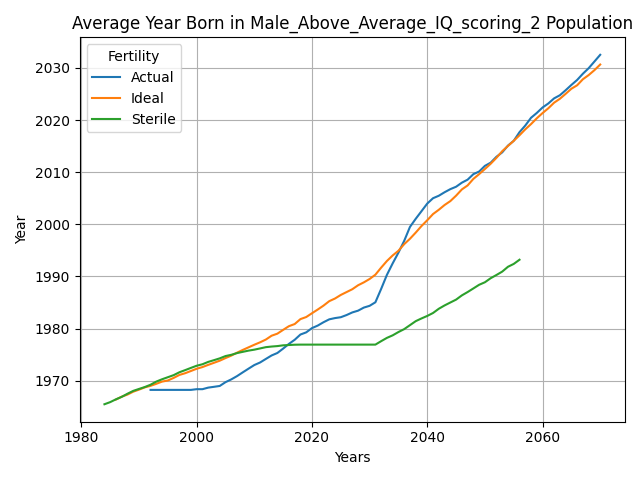 Average Year Born in Male_Above_Average_IQ_scoring_2 Population
Fertility
Actual
Ideal
Sterile
2030
2020
2010
2000
1990
1980
1970
Year
1980
2000
2020
2040
2060
Years